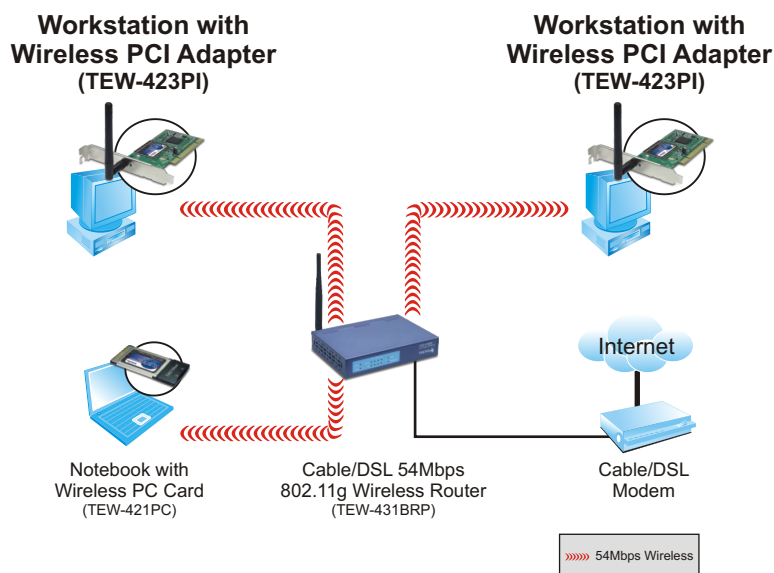 Workstation with
Wireless PCI Adapter
(TEW-423PI)
Workstation with
Wireless PCI Adapter
(TEW-423PI)
Internet
Notebook with
Wireless PC Card
(TEW-421PC)
Cable/DSL 54Mbps
802.11g Wireless Router
(TEW-431BRP)
Cable/DSL
Modem
54Mbps Wireless